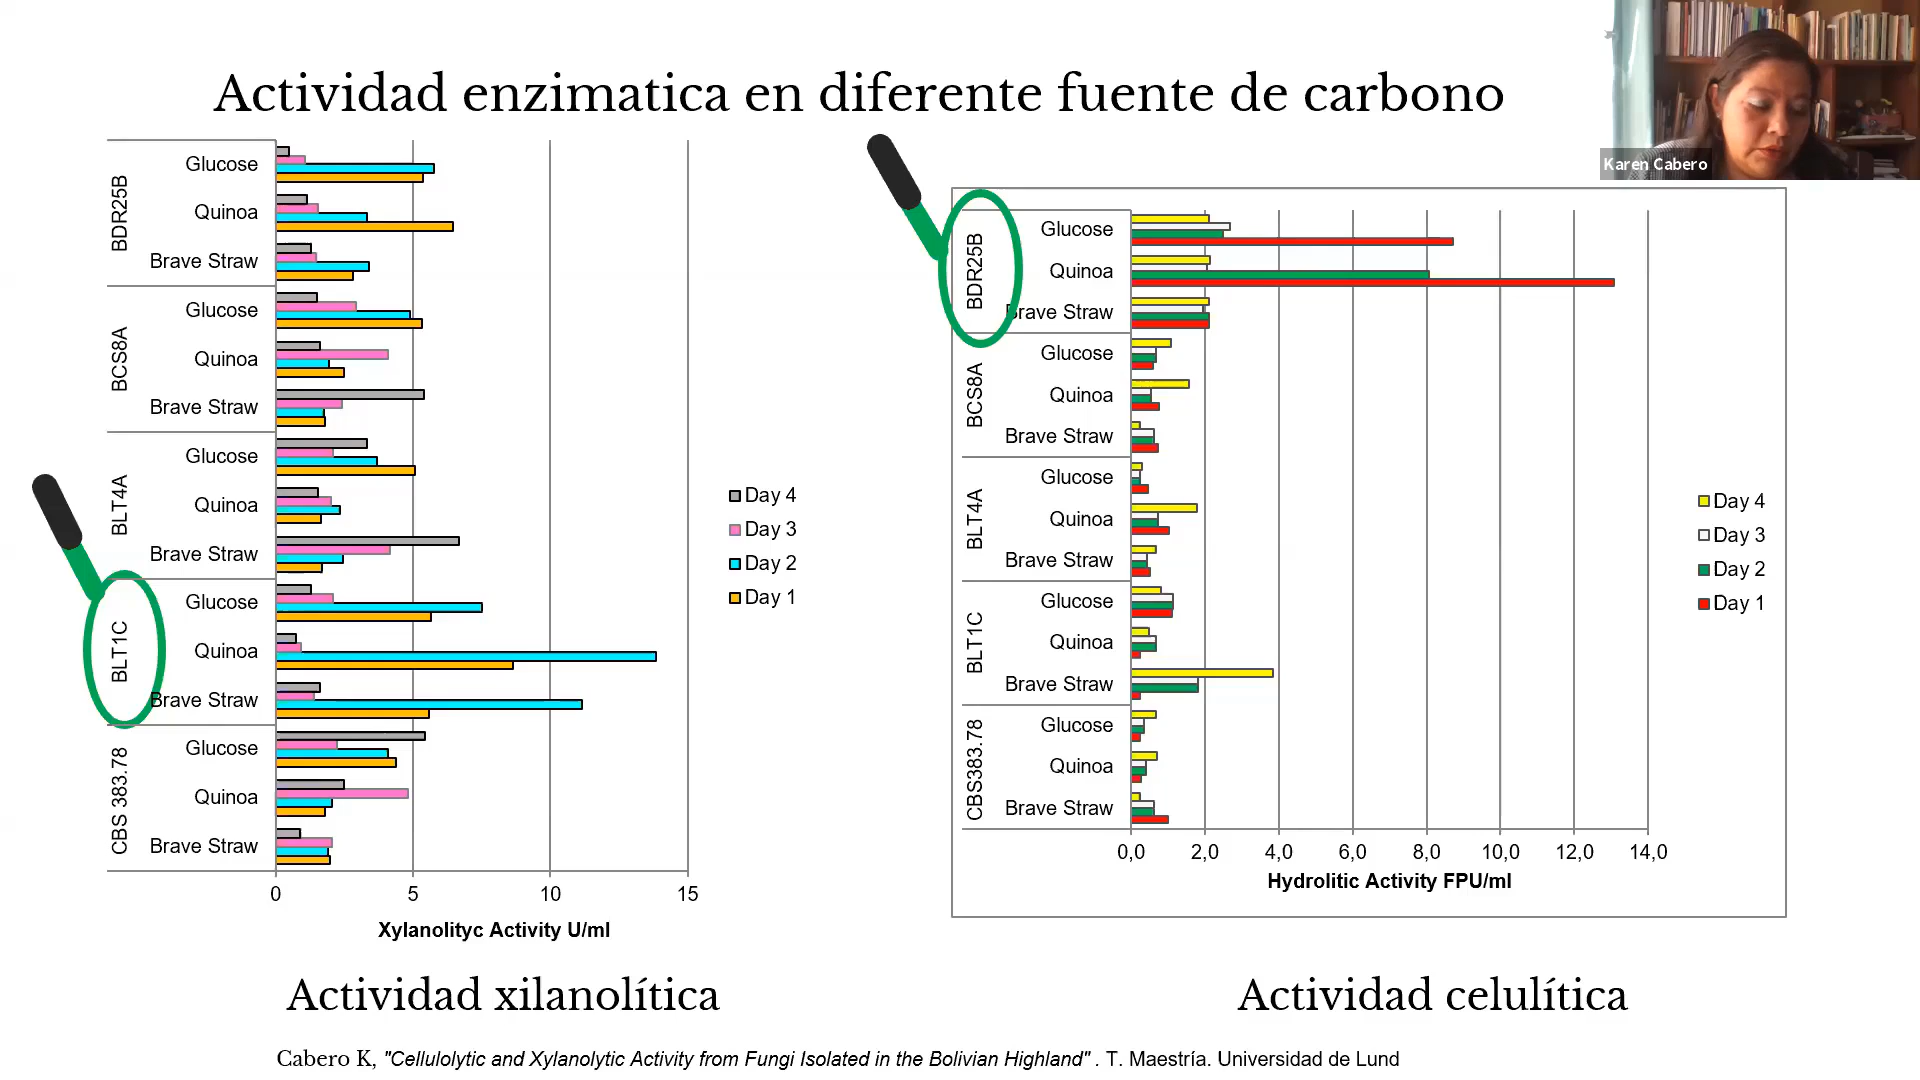 Actividad enzimatica en diferente fuente de carbono
Karen Cabero
BDR25B
Glucose
Quinoa
Brave Straw
BCS8A
Glucose
Quinoa
Brave Straw
BLT4A
Glucose
Quinoa
Brave Straw
BLT1C
Glucose
Quinoa
Brave Straw
CBS 383.78
Glucose
Quinoa
Brave Straw
0 5 10 15
Xylanolityc Activity U/ml
Day 4
Day 3
Day 2
Day 1
Actividad xilanolítica
BDR25B
Glucose
Quinoa
Brave Straw
BCS8A
Glucose
Quinoa
Brave Straw
BLT4A
Glucose
Quinoa
Brave Straw
BLT1C
Glucose
Quinoa
Brave Straw
CBS383.78
Glucose
Quinoa
Brave Straw
0,0 2,0 4,0 6,0 8,0 10,0 12,0 14,0
Hydrolitic Activity FPU/ml
Day 4
Day 3
Day 2
Day 1
Actividad celulítica
Cabero K, "Cellulolytic and Xylanolytic Activity from Fungi Isolated in the Bolivian Highland" . T. Maestría. Universidad de Lund